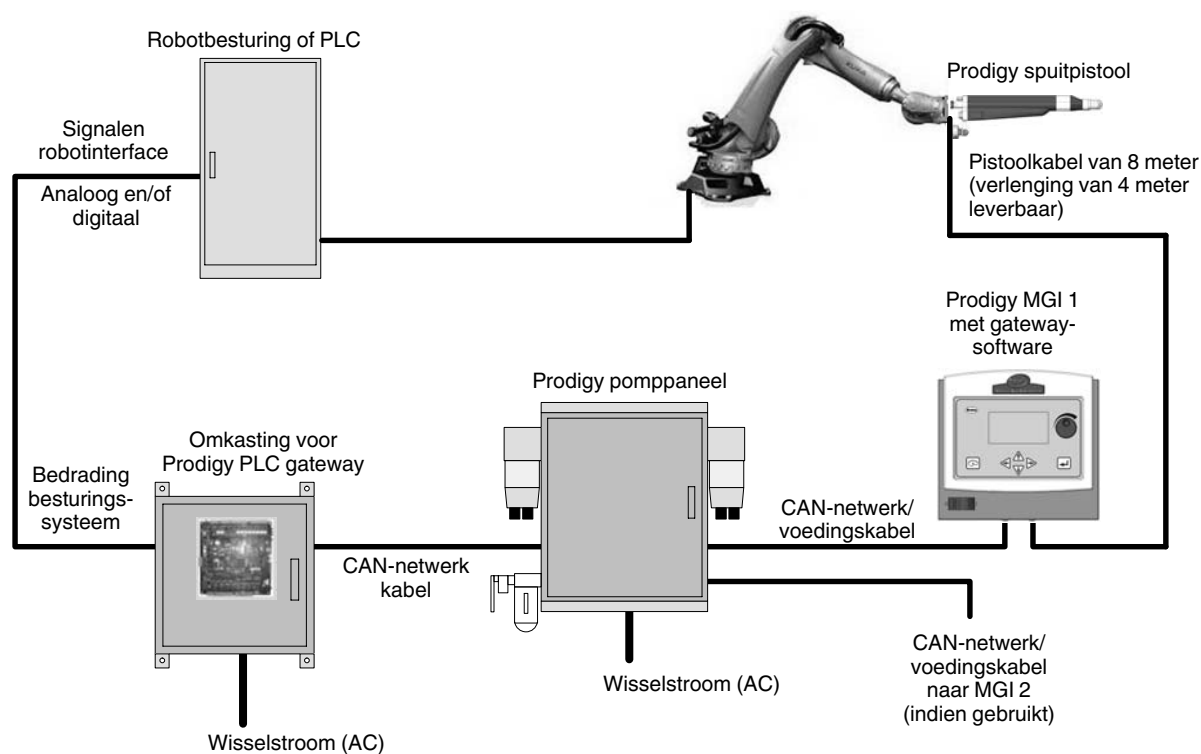 Robotbesturing of PLC
Prodigy spuitpistool
Signalen
robotinterface
Analoog en/of
digitaal
Pistoolkabel van 8 meter
(verlenging van 4 meter
leverbaar)
Prodigy MGI 1
met gateway-
software
Prodigy pomppaneel
Omkasting voor
Prodigy PLC gateway
Bedrading
besturings-
systeem
CAN-netwerk/
voedingskabel
CAN-netwerk
kabel
CAN-netwerk/
voedingskabel
naar MGI 2
(indien gebruikt)
Wisselstroom (AC)
Wisselstroom (AC)